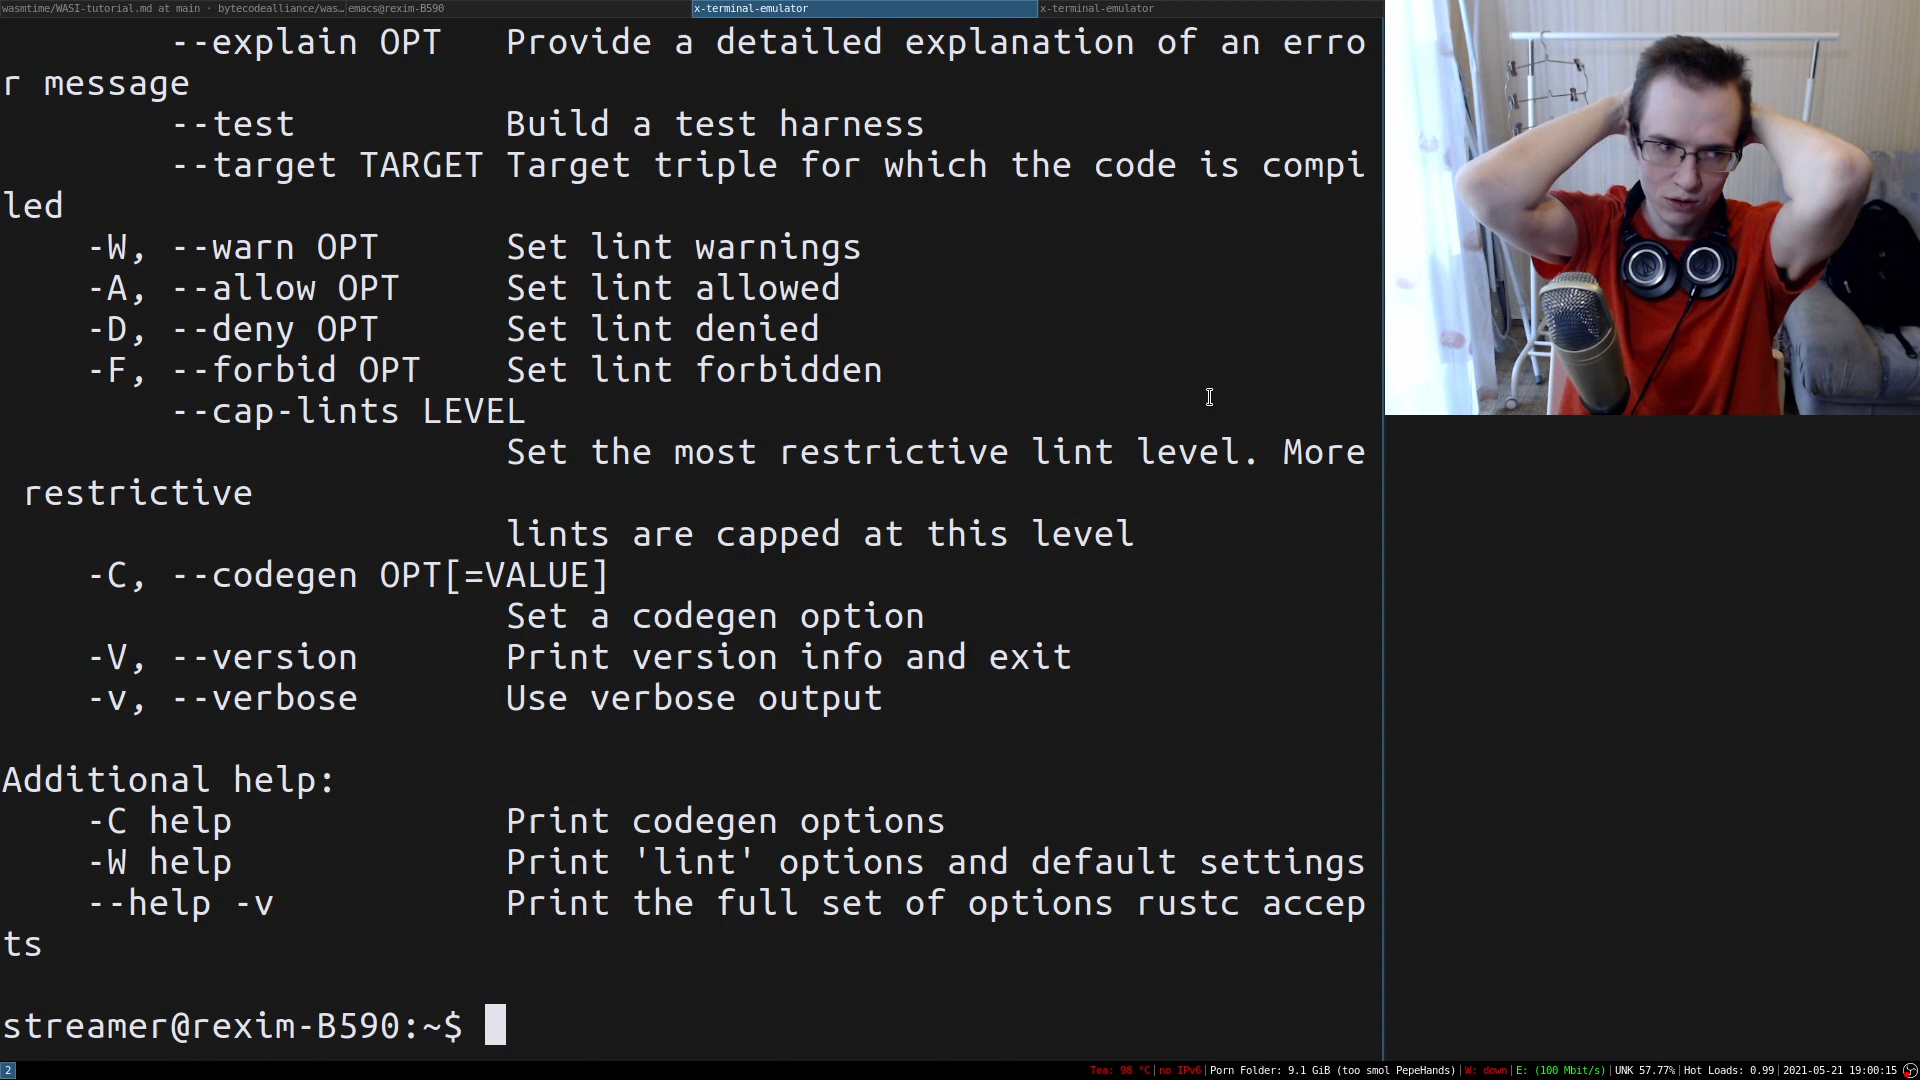 wasmtime/WASI-tutorial.md at main · bytecodealliance/was… emacs@rexim-B590 x-terminal-emulator x-terminal-emulator
--explain OPT Provide a detailed explanation of an erro
r message
--test Build a test harness
--target TARGET Target triple for which the code is compi
led
-W, --warn OPT Set lint warnings
-A, --allow OPT Set lint allowed
-D, --deny OPT Set lint denied
-F, --forbid OPT Set lint forbidden
--cap-lints LEVEL
Set the most restrictive lint level. More
restrictive
lints are capped at this level
-C, --codegen OPT[=VALUE]
Set a codegen option
-V, --version Print version info and exit
-v, --verbose Use verbose output
Additional help:
-C help Print codegen options
-W help Print 'lint' options and default settings
--help -v Print the full set of options rustc accep
ts
streamer@rexim-B590:~$
2 Tea: 98 °C|no IPv6|Porn Folder: 9.1 GiB (too smol PepeHands)|W: down|E: (100 Mbit/s)|UNK 57.77%|Hot Loads: 0.99|2021-05-21 19:00:15